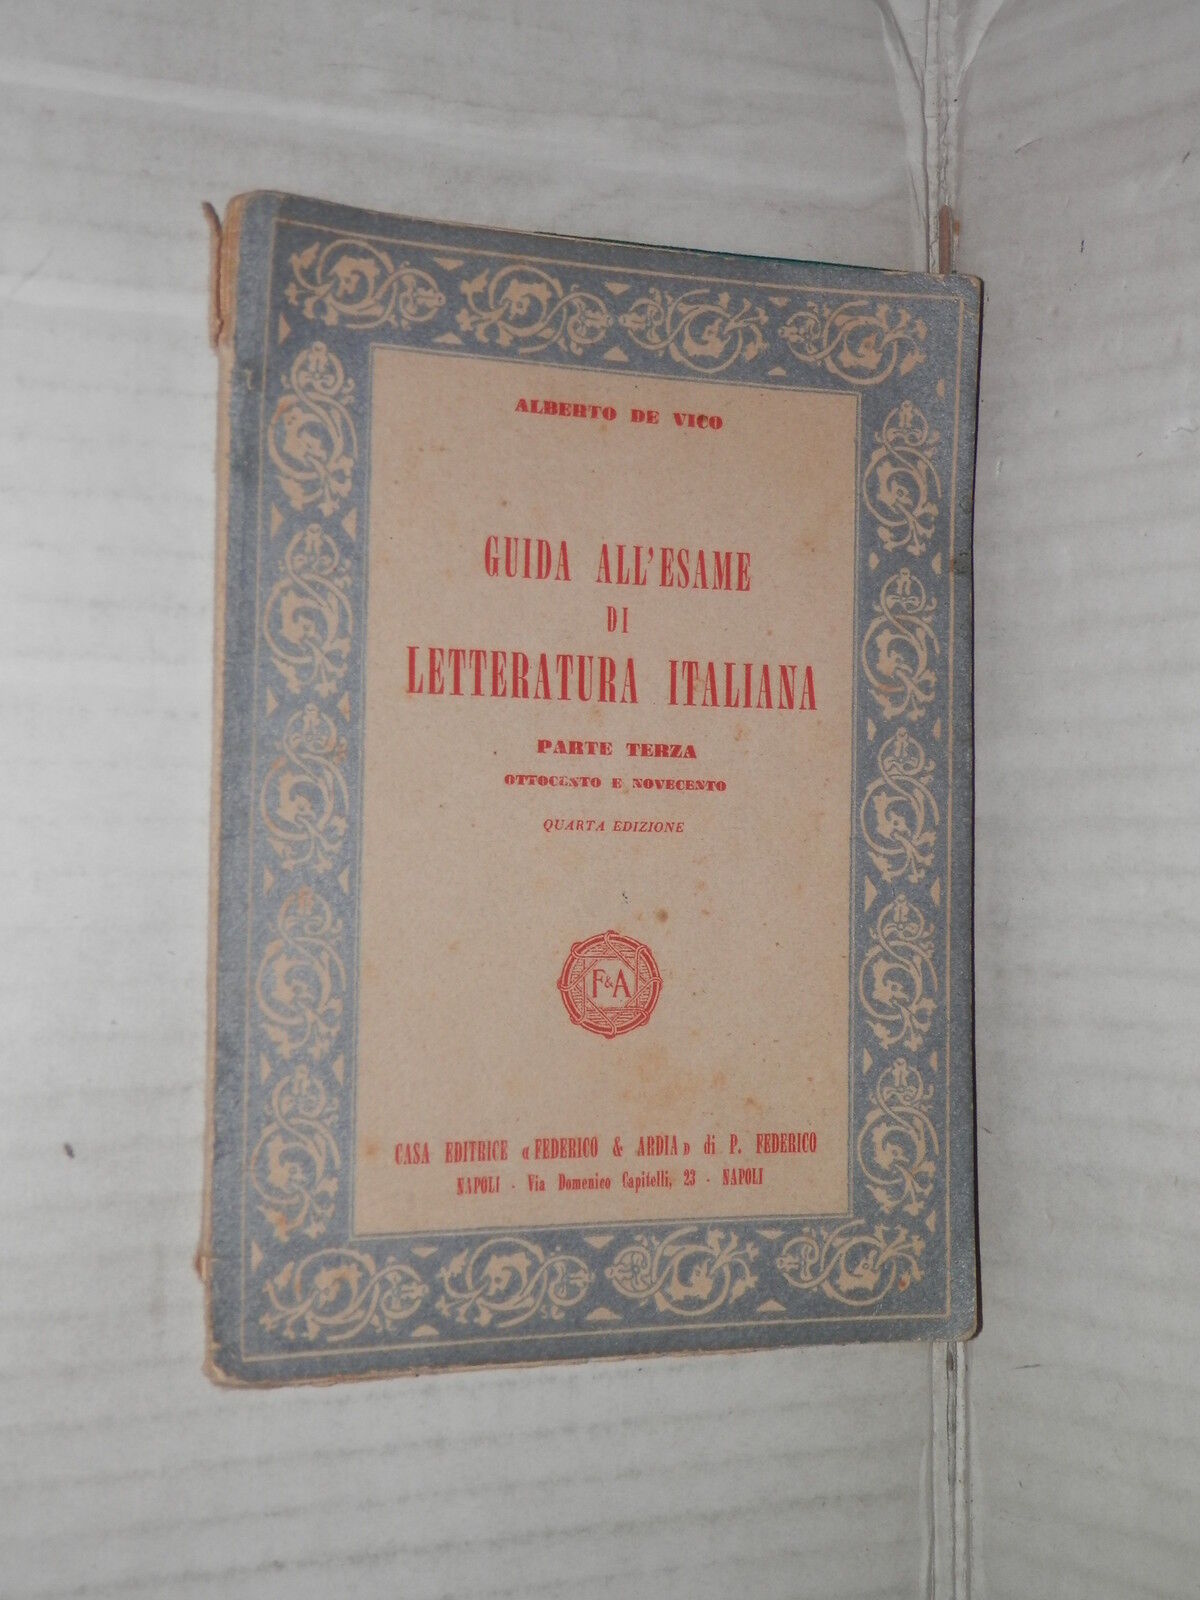 ALBERTO DE VICO
GUIDA ALL'ESAME
DI
LETTERATURA ITALIANA
PARTE TERZA
OTTOCENTO E NOVECENTO
QUARTA EDIZIONE
F&A
CASA EDITRICE «FEDERICO & ARDIA» di P. FEDERICO
NAPOLI - Via Domenico Capitelli, 23 - NAPOLI